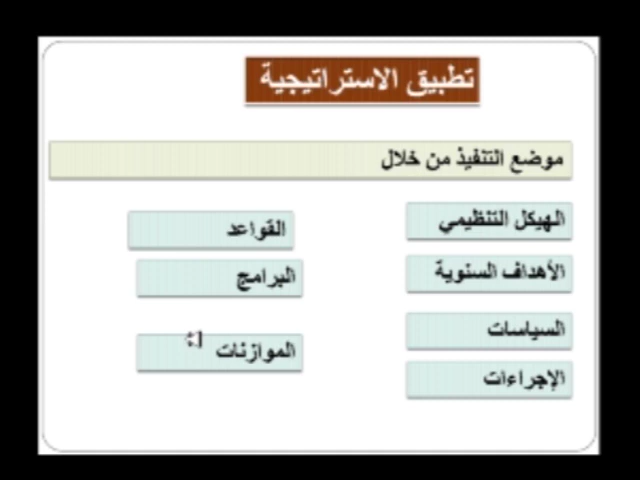 تطبيق الاستراتيجية
موضع التنفيذ من خلال
الهيكل التنظيمي
الأهداف السنوية
السياسات
الإجراءات
القواعد
البرامج
الموازنات